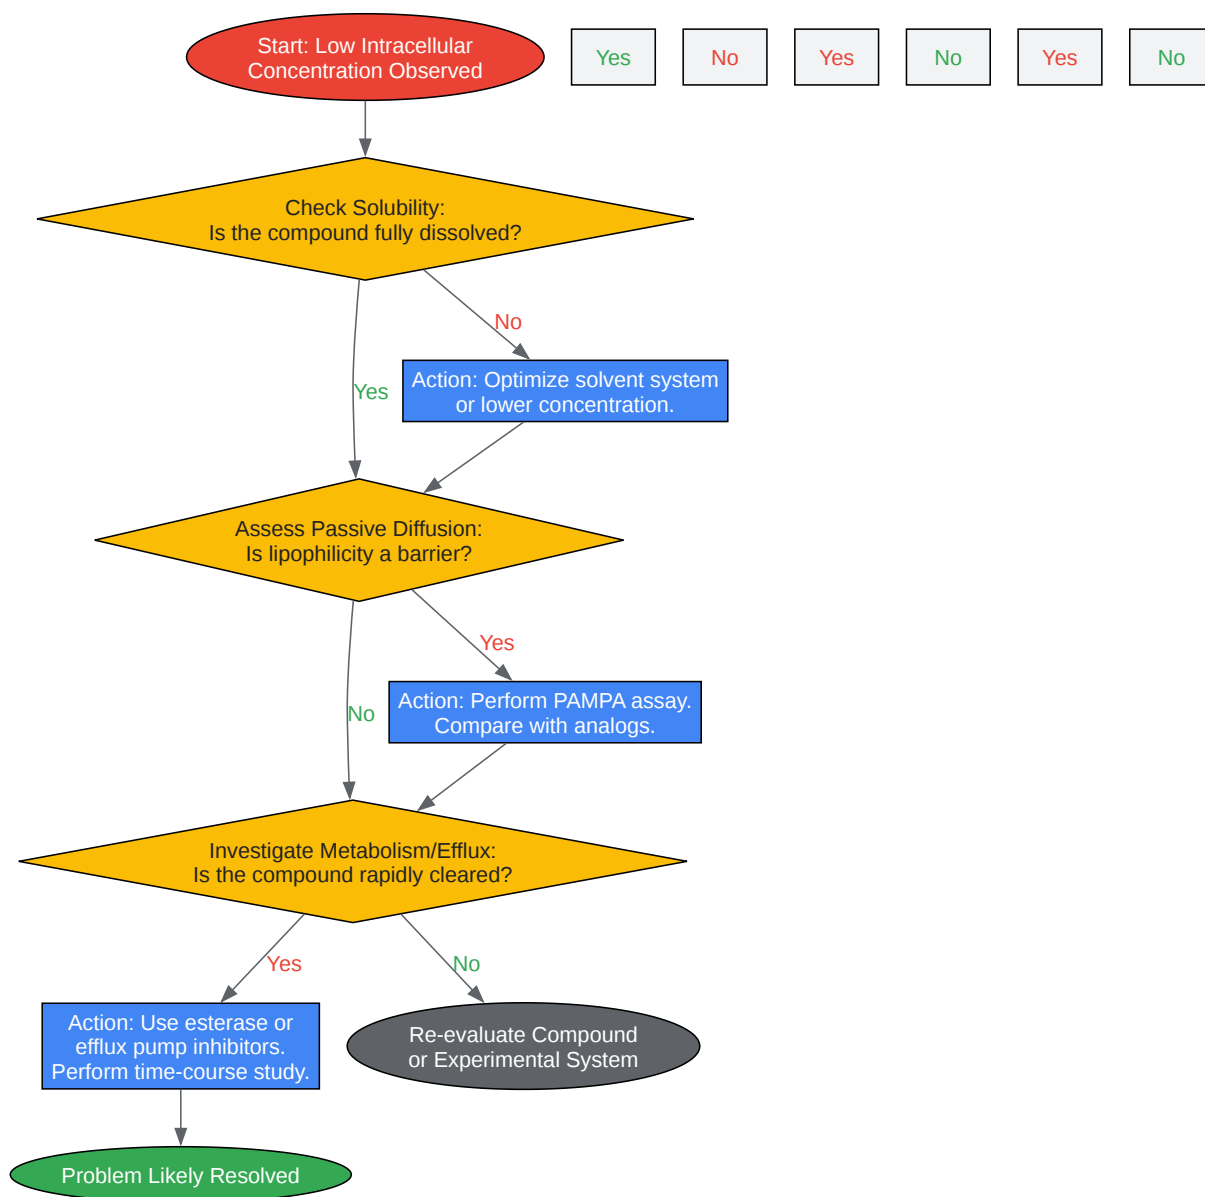 Start: Low Intracellular
Concentration Observed
Yes
No
Yes
No
Yes
No
Check Solubility:
Is the compound fully dissolved?
No
Yes
Action: Optimize solvent system
or lower concentration.
Assess Passive Diffusion:
Is lipophilicity a barrier?
Yes
No
Action: Perform PAMPA assay.
Compare with analogs.
Investigate Metabolism/Efflux:
Is the compound rapidly cleared?
Yes
No
Action: Use esterase or
efflux pump inhibitors.
Perform time-course study.
Re-evaluate Compound
or Experimental System
Problem Likely Resolved